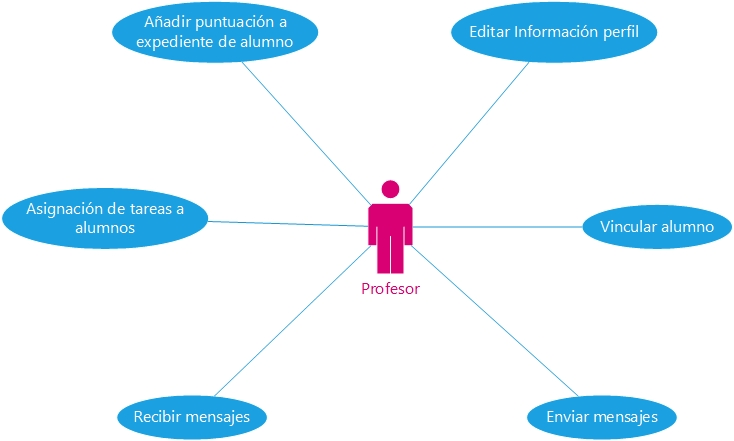 Añadir puntuación a
expediente de alumno
Editar Información perfil
Asignación de tareas a
alumnos
Vincular alumno
Profesor
Recibir mensajes
Enviar mensajes